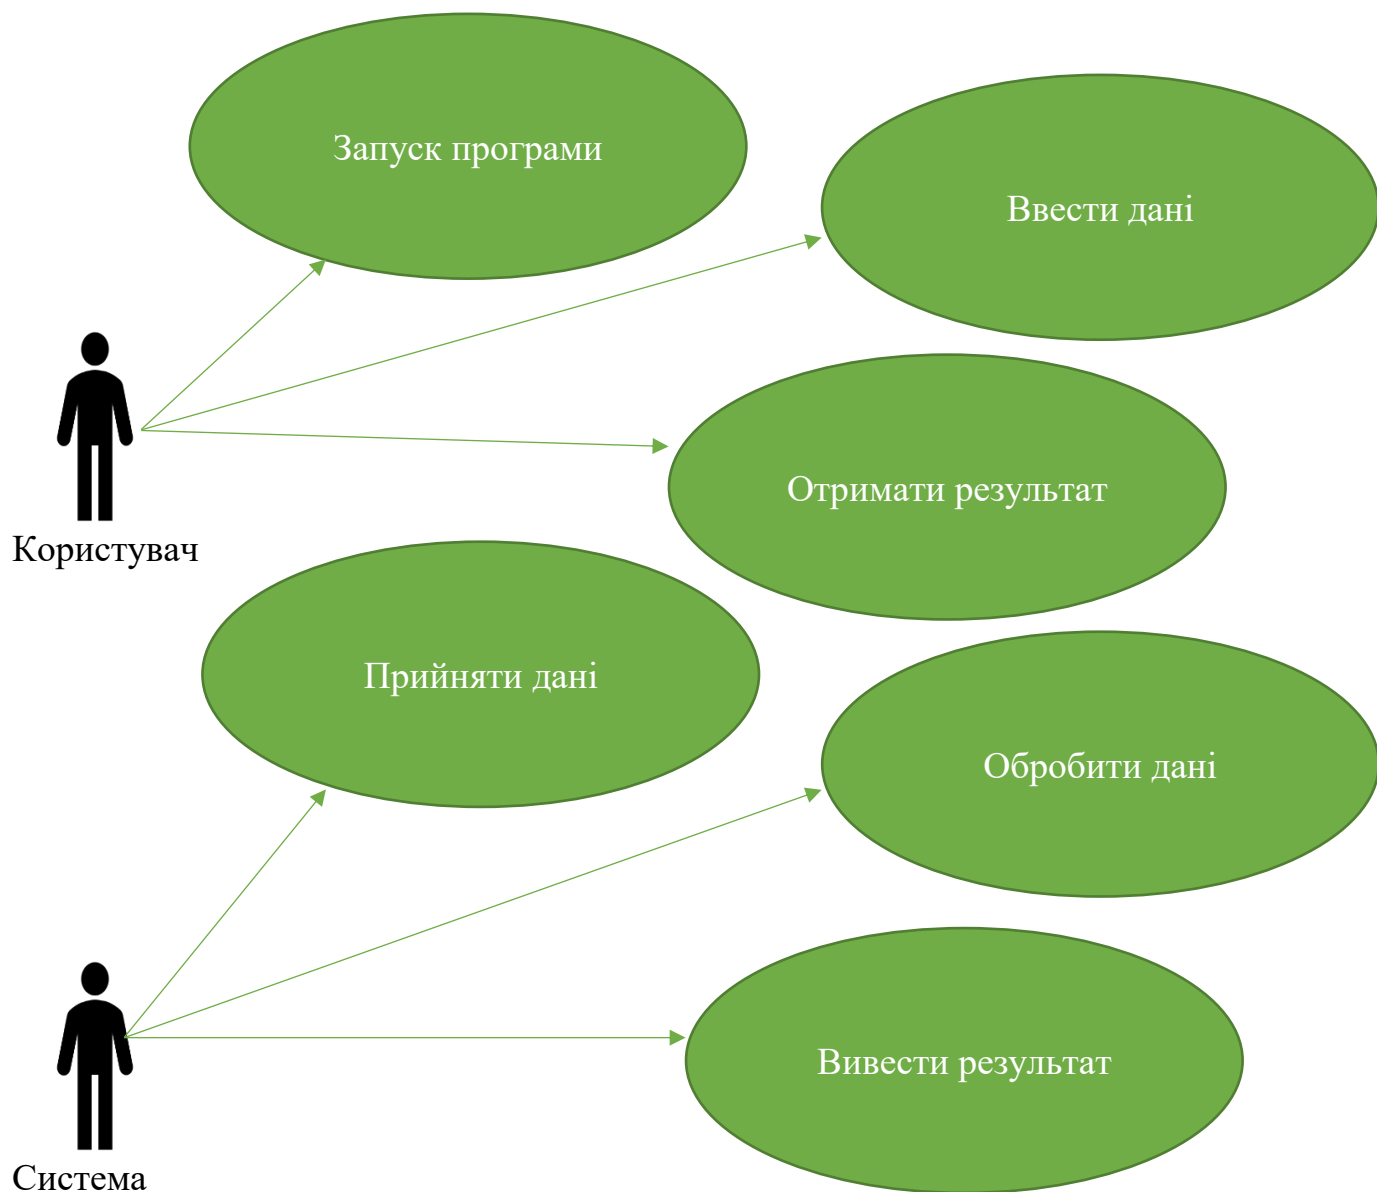 Запуск програми
Ввести дані
Отримати результат
Користувач
Прийняти дані
Обробити дані
Вивести результат
Система